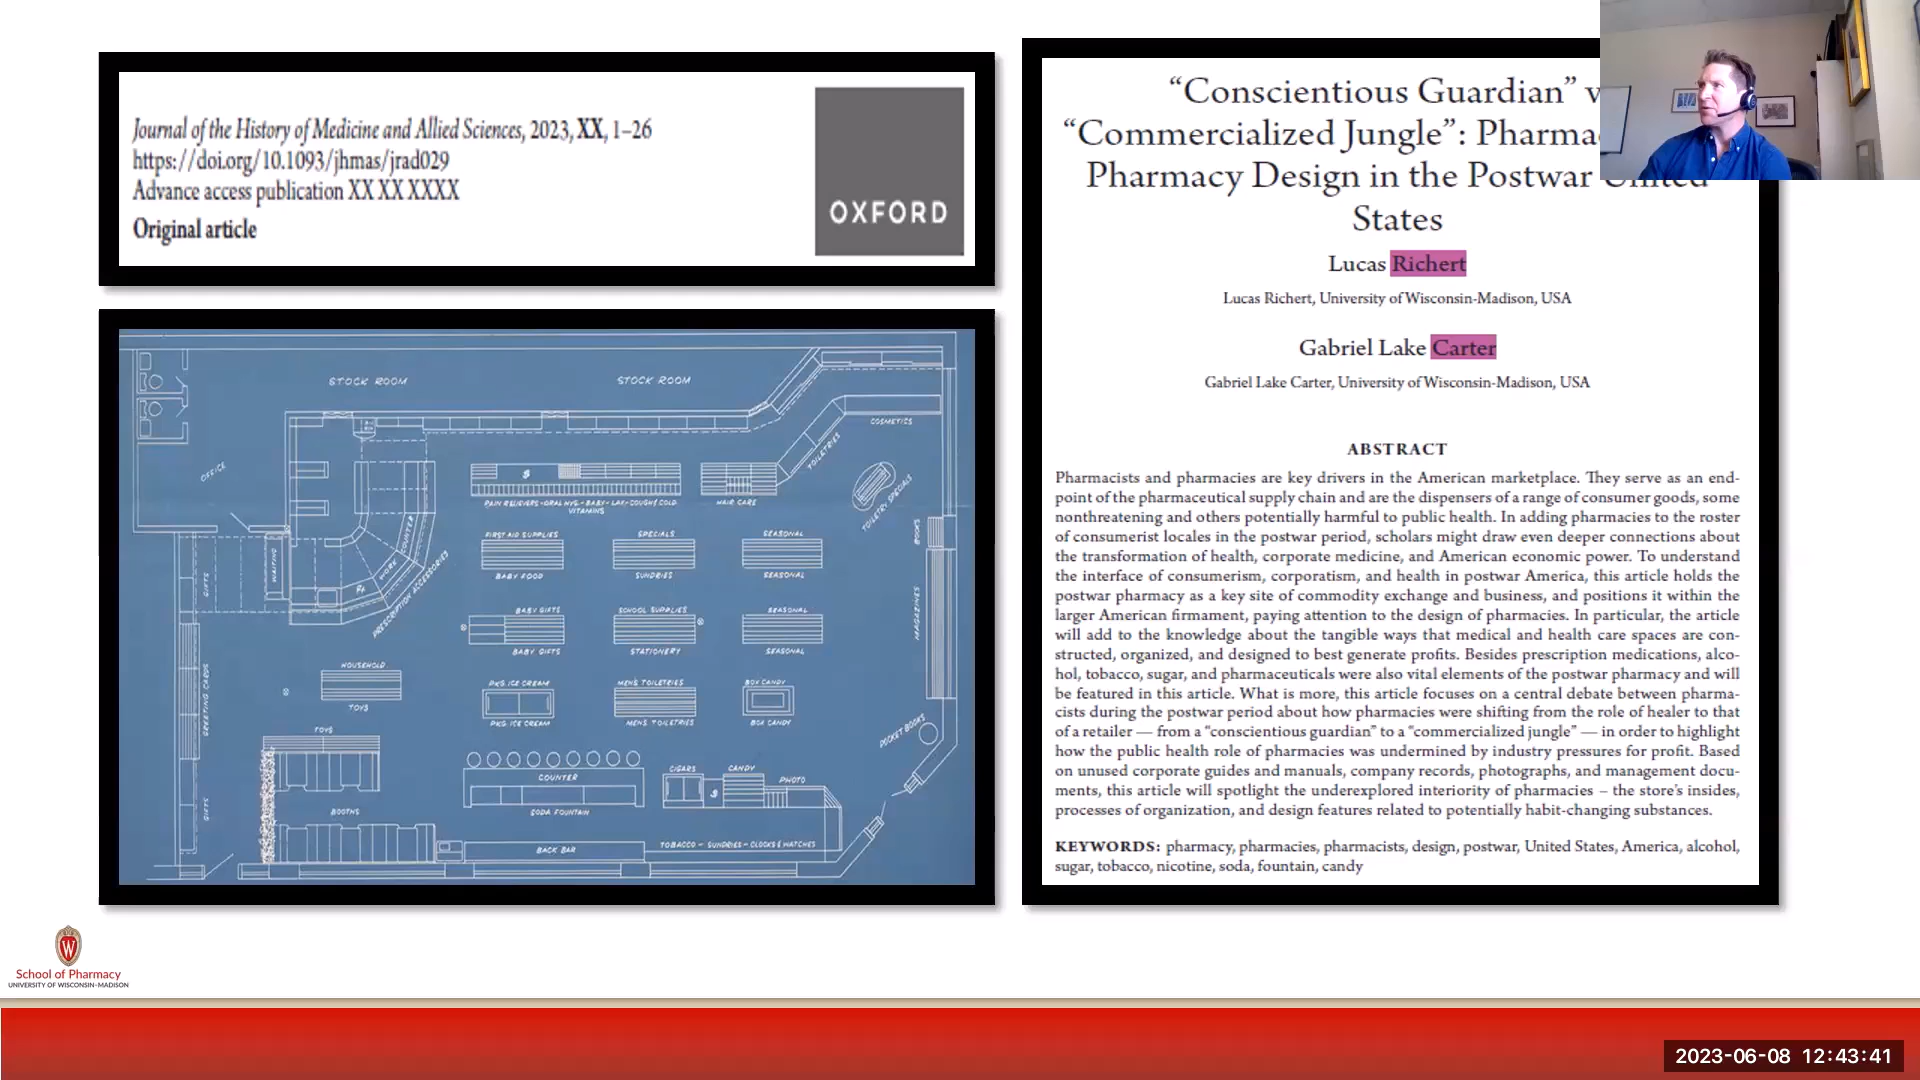 Journal of the History of Medicine and Allied Sciences, 2023, XX, 1–26
https://doi.org/10.1093/jhmas/jrad029
Advance access publication XX XX XXXX
Original article
OXFORD
STOCK ROOM
STOCK ROOM
OFFICE
COSMETICS
TOILETRIES
TOILETRY SPECIALS
PAIN RELIEVERS-ORAL HYG.-BABY-LAX-COUGH & COLD
VITAMINS
HAIR CARE
BOOKS
MAGAZINES
POCKET BOOKS
WAITING
COUNTER
WORK
Rx
PRESCRIPTION ACCESSORIES
GIFTS
GREETING CARDS
GIFTS
FIRST AID SUPPLIES
SPECIALS
SEASONAL
BABY FOOD
SUNDRIES
SEASONAL
BABY GIFTS
SCHOOL SUPPLIES
SEASONAL
BABY GIFTS
STATIONERY
SEASONAL
HOUSEHOLD
TOYS
PKG. ICE CREAM
MEN'S TOILETRIES
BOX CANDY
PKG. ICE CREAM
MEN'S TOILETRIES
BOX CANDY
TOYS
BOOTHS
COUNTER
SODA FOUNTAIN
CIGARS
CANDY
PHOTO
BACK BAR
TOBACCO - SUNDRIES - CLOCKS & WATCHES
“Conscientious Guardian” v
“Commercialized Jungle”: Pharma
Pharmacy Design in the Postwar United
States
Lucas Richert
Lucas Richert, University of Wisconsin-Madison, USA
Gabriel Lake Carter
Gabriel Lake Carter, University of Wisconsin-Madison, USA
ABSTRACT
Pharmacists and pharmacies are key drivers in the American marketplace. They serve as an end-
point of the pharmaceutical supply chain and are the dispensers of a range of consumer goods, some
nonthreatening and others potentially harmful to public health. In adding pharmacies to the roster
of consumerist locales in the postwar period, scholars might draw even deeper connections about
the transformation of health, corporate medicine, and American economic power. To understand
the interface of consumerism, corporatism, and health in postwar America, this article holds the
postwar pharmacy as a key site of commodity exchange and business, and positions it within the
larger American firmament, paying attention to the design of pharmacies. In particular, the article
will add to the knowledge about the tangible ways that medical and health care spaces are con-
structed, organized, and designed to best generate profits. Besides prescription medications, alco-
hol, tobacco, sugar, and pharmaceuticals were also vital elements of the postwar pharmacy and will
be featured in this article. What is more, this article focuses on a central debate between pharma-
cists during the postwar period about how pharmacies were shifting from the role of healer to that
of a retailer — from a “conscientious guardian” to a “commercialized jungle” — in order to highlight
how the public health role of pharmacies was undermined by industry pressures for profit. Based
on unused corporate guides and manuals, company records, photographs, and management docu-
ments, this article will spotlight the underexplored interiority of pharmacies – the store’s insides,
processes of organization, and design features related to potentially habit-changing substances.
KEYWORDS: pharmacy, pharmacies, pharmacists, design, postwar, United States, America, alcohol,
sugar, tobacco, nicotine, soda, fountain, candy
W
School of Pharmacy
UNIVERSITY OF WISCONSIN-MADISON
2023-06-08 12:43:41